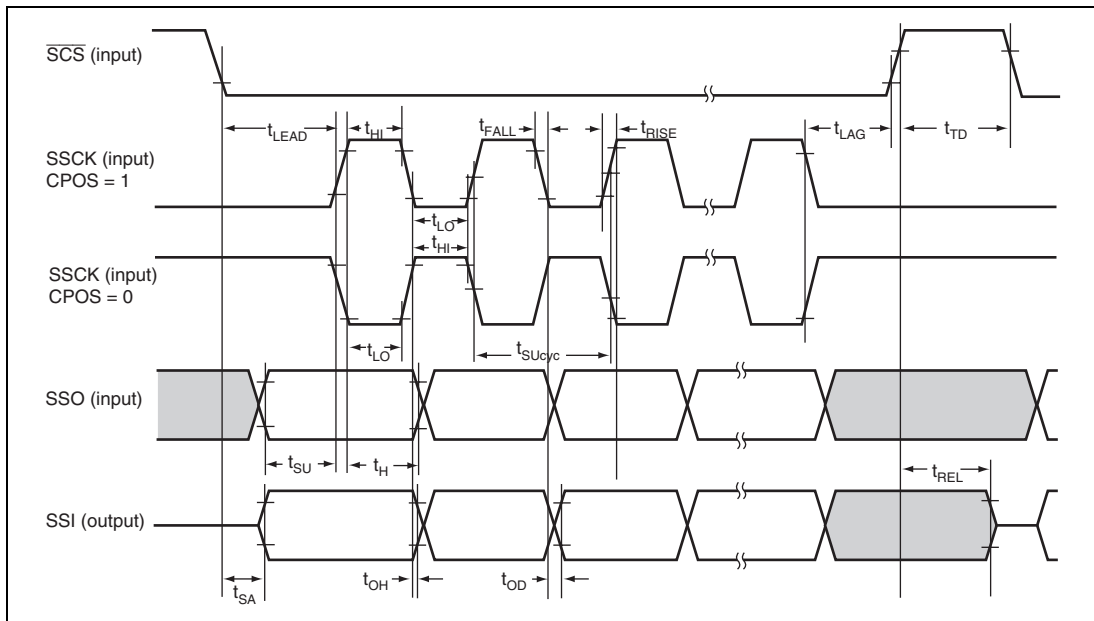 SCS (input)
tLEAD
tHI
tFALL
tRISE
tLAG
tTD
SSCK (input)
CPOS = 1
tLO
tHI
SSCK (input)
CPOS = 0
tLO
tSUcyc
SSO (input)
tSU
tH
tREL
SSI (output)
tSA
tOH
tOD